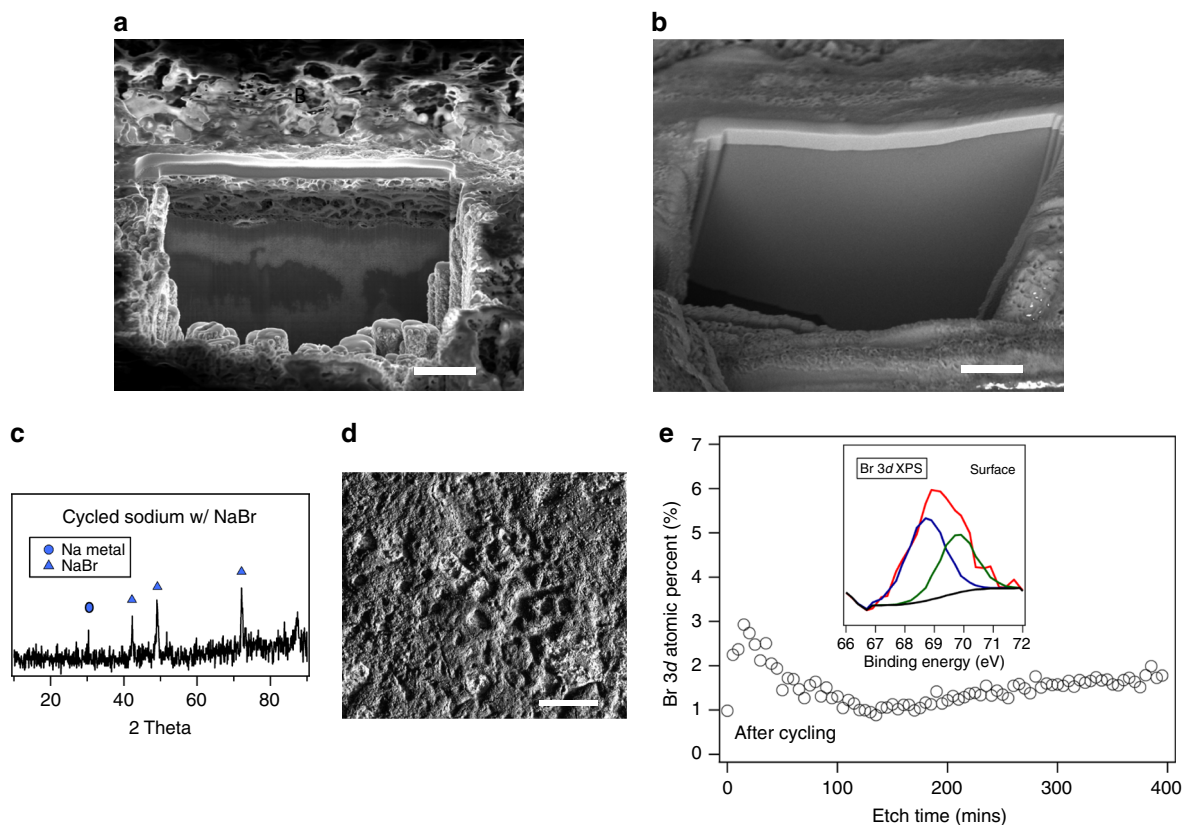 a
b
B
c
Cycled sodium w/ NaBr
Na metal
NaBr
20
40
60
80
2 Theta
d
e
7
6
5
4
3
2
1
0
Br 3d atomic percent (%)
Br 3d XPS
Surface
66
67
68
69
70
71
72
Binding energy (eV)
After cycling
0
100
200
300
400
Etch time (mins)